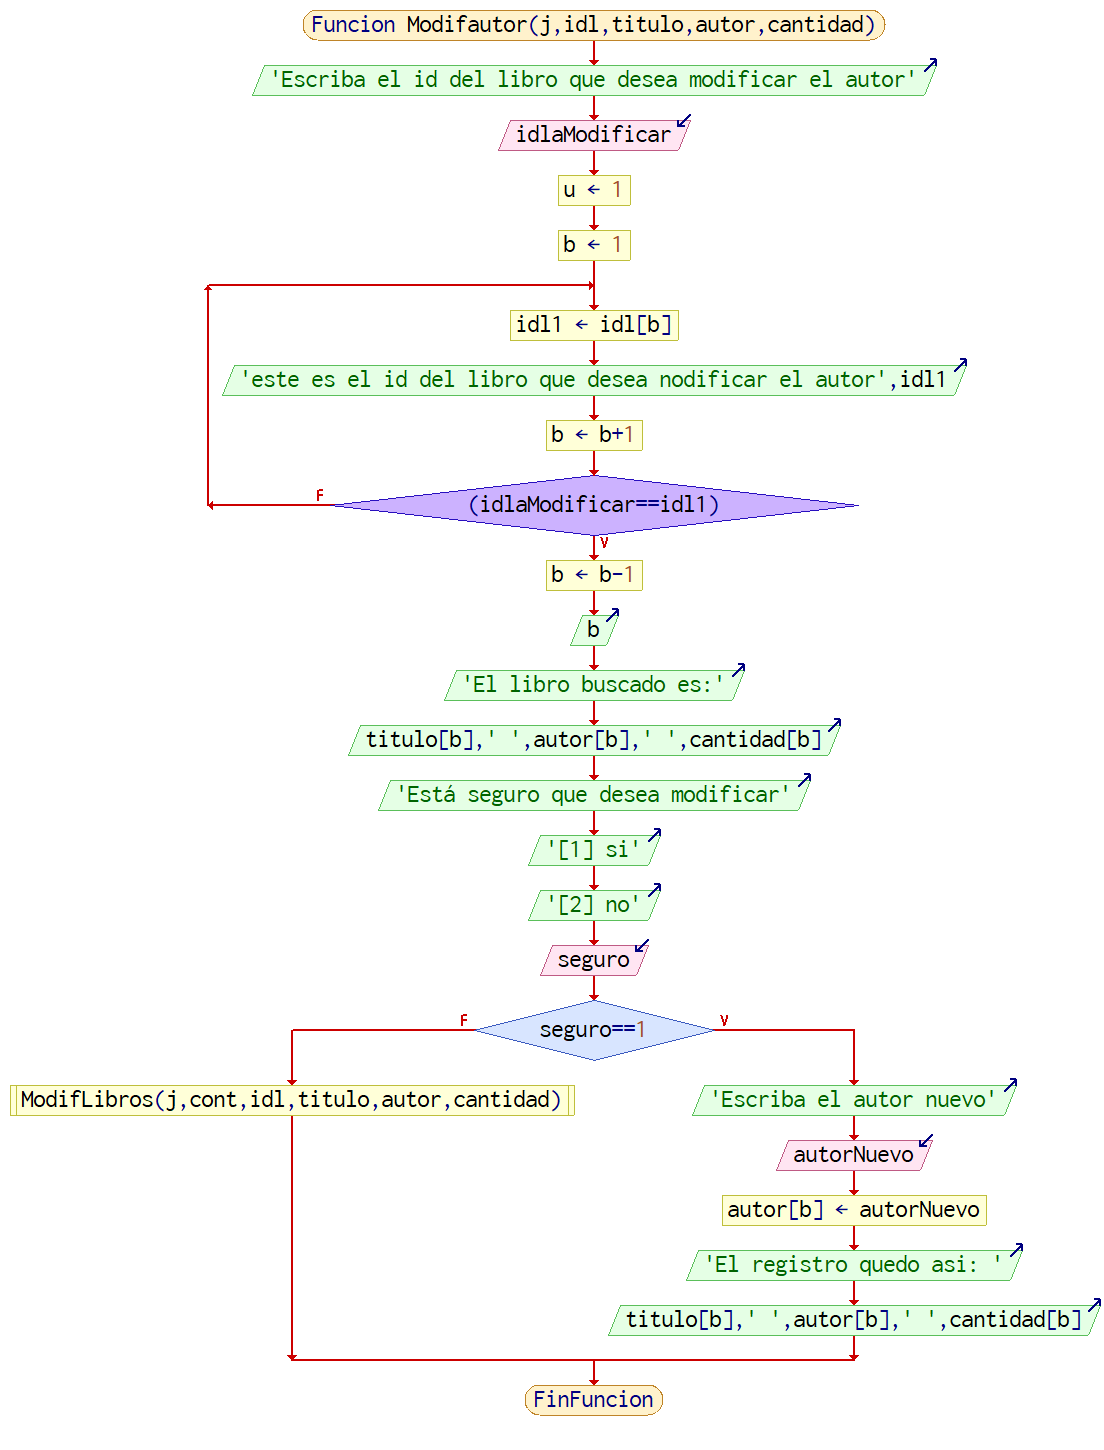 Funcion Modifautor(j,idl,titulo,autor,cantidad)
'Escriba el id del libro que desea modificar el autor'
idlaModificar
u ← 1
b ← 1
idl1 ← idl[b]
'este es el id del libro que desea nodificar el autor',idl1
b ← b+1
F
(idlaModificar==idl1)
V
b ← b-1
b
'El libro buscado es:'
titulo[b],' ',autor[b],' ',cantidad[b]
'Está seguro que desea modificar'
'[1] si'
'[2] no'
seguro
F
V
seguro==1
ModifLibros(j,cont,idl,titulo,autor,cantidad)
'Escriba el autor nuevo'
autorNuevo
autor[b] ← autorNuevo
'El registro quedo asi: '
titulo[b],' ',autor[b],' ',cantidad[b]
FinFuncion